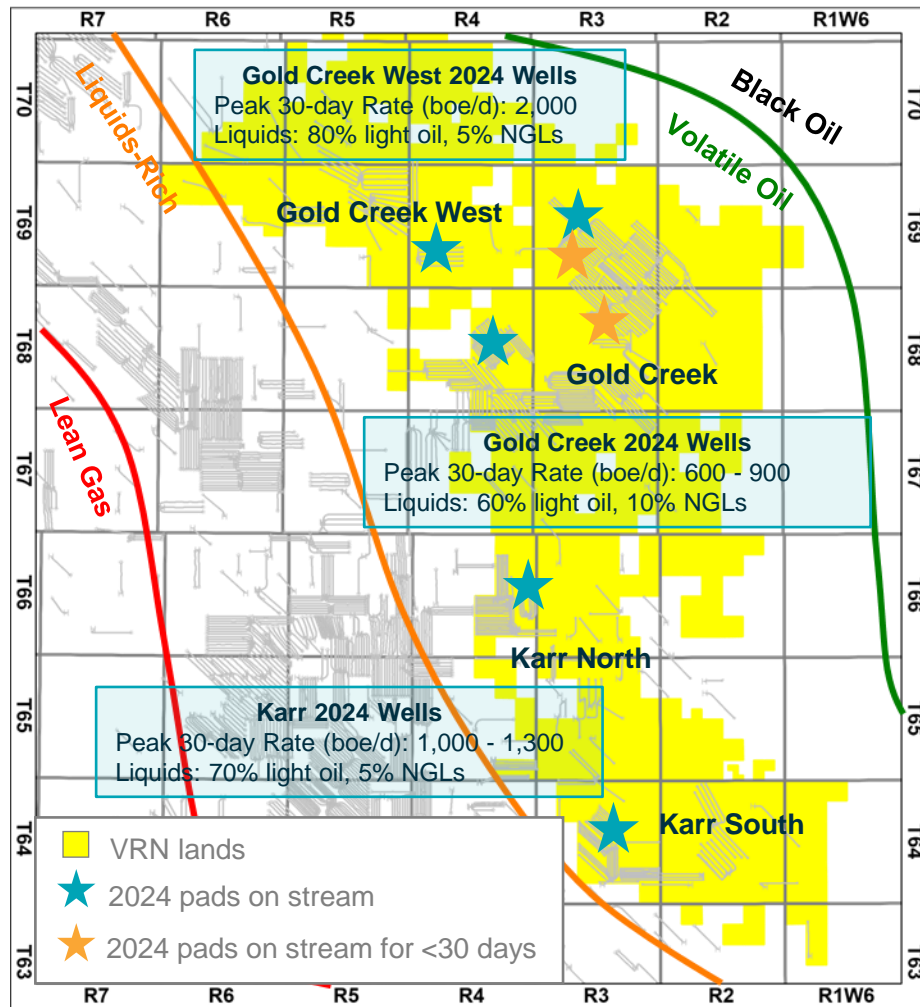 R7 R6 R5 R4 R3 R2 R1W6
T70
T70
Gold Creek West 2024 Wells
Peak 30-day Rate (boe/d): 2,000
Liquids: 80% light oil, 5% NGLs
Liquids-Rich
Black Oil
Volatile Oil
T69
T69
Gold Creek West
T68
T68
Gold Creek
Lean Gas
T67
T67
Gold Creek 2024 Wells
Peak 30-day Rate (boe/d): 600 - 900
Liquids: 60% light oil, 10% NGLs
T66
T66
Karr North
T65
T65
Karr 2024 Wells
Peak 30-day Rate (boe/d): 1,000 - 1,300
Liquids: 70% light oil, 5% NGLs
T64
T64
Karr South
VRN lands
2024 pads on stream
2024 pads on stream for <30 days
T63
T63
R7 R6 R5 R4 R3 R2 R1W6